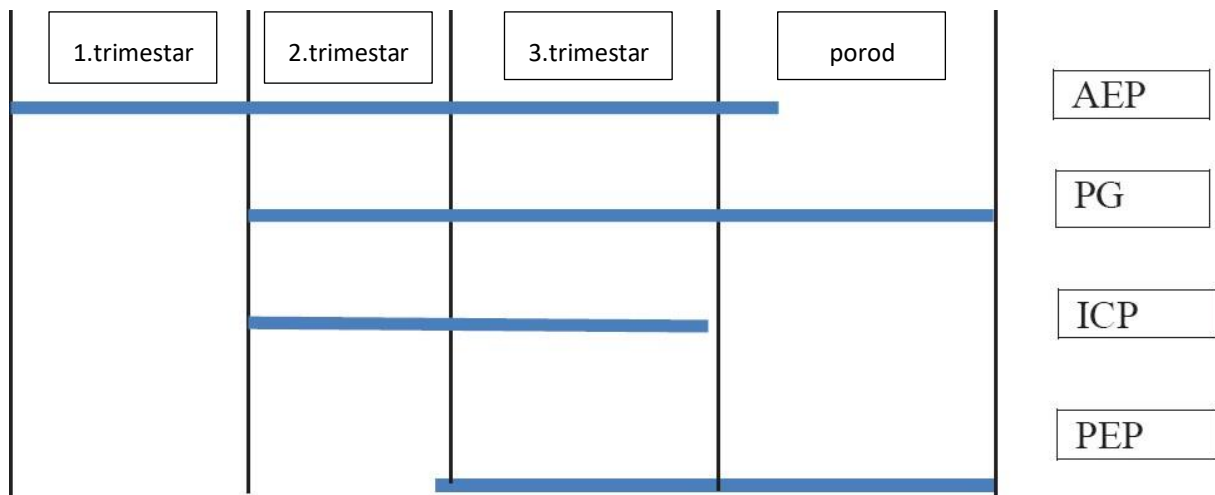 1.trimestar
2.trimestar
3.trimestar
porod
AEP
PG
ICP
PEP